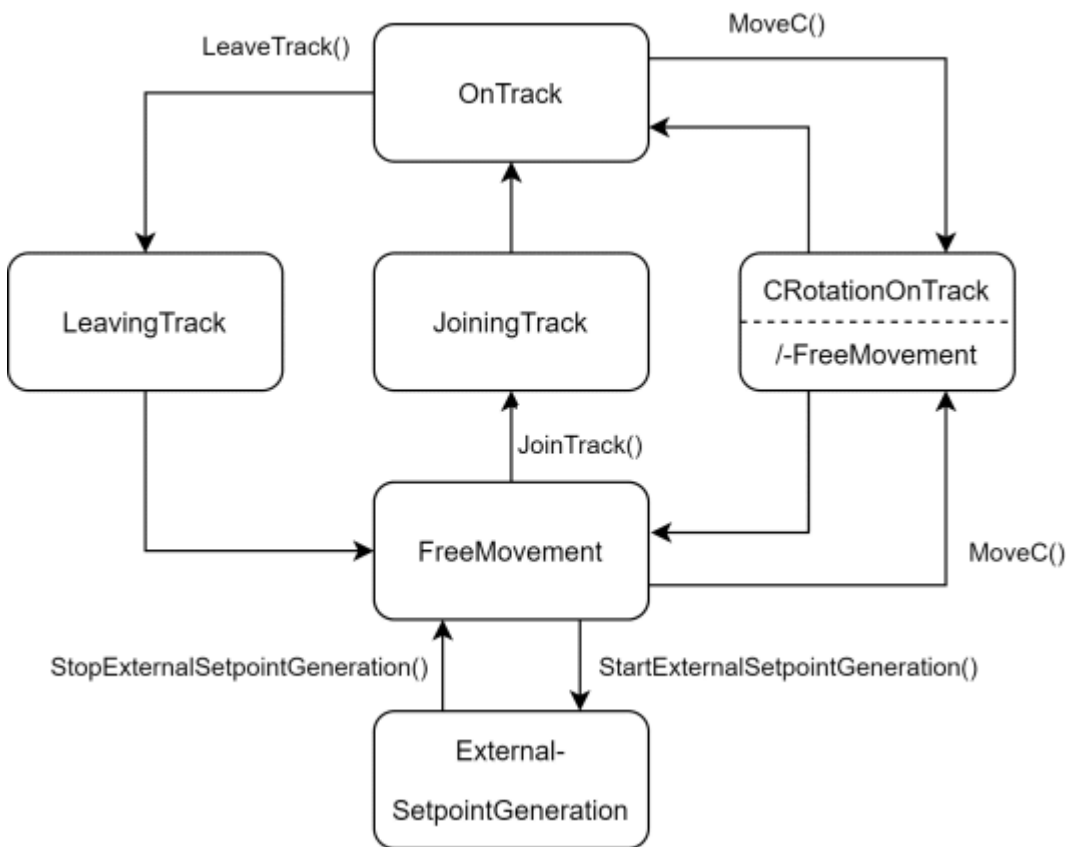 MoveC()
LeaveTrack()
OnTrack
LeavingTrack
JoiningTrack
CRotationOnTrack
/-FreeMovement
JoinTrack()
FreeMovement
MoveC()
StopExternalSetpointGeneration()
StartExternalSetpointGeneration()
External-
SetpointGeneration